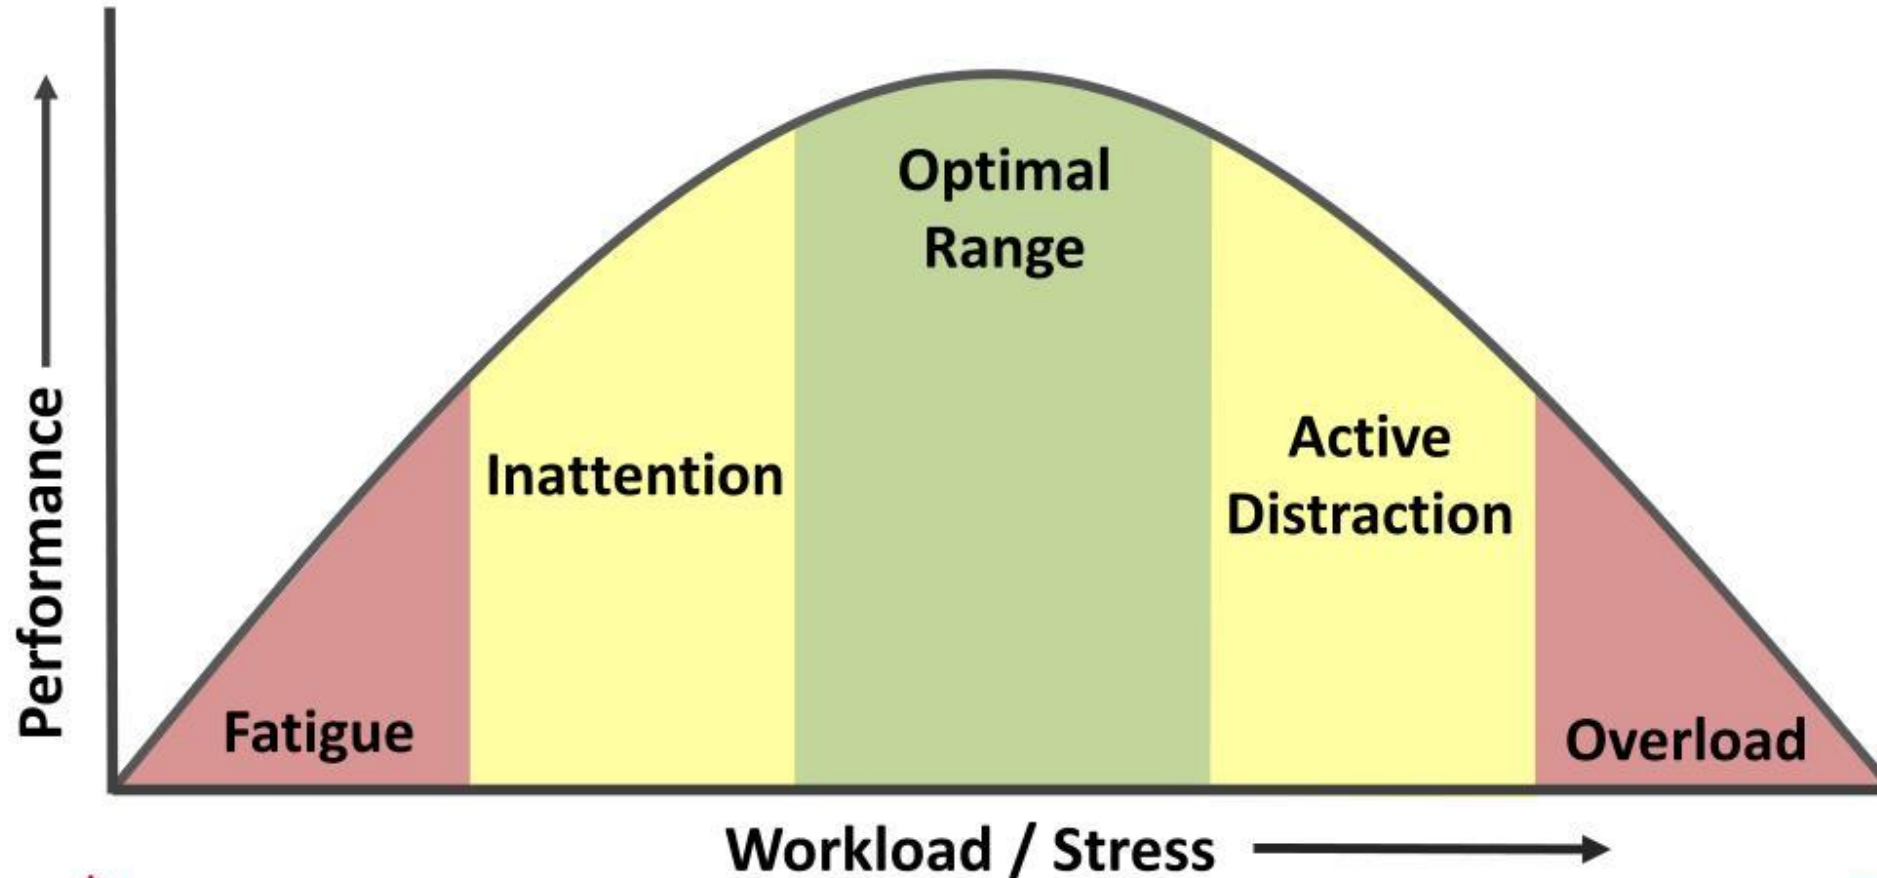 Performance
Optimal
Range
Inattention
Active
Distraction
Fatigue
Overload
Workload / Stress